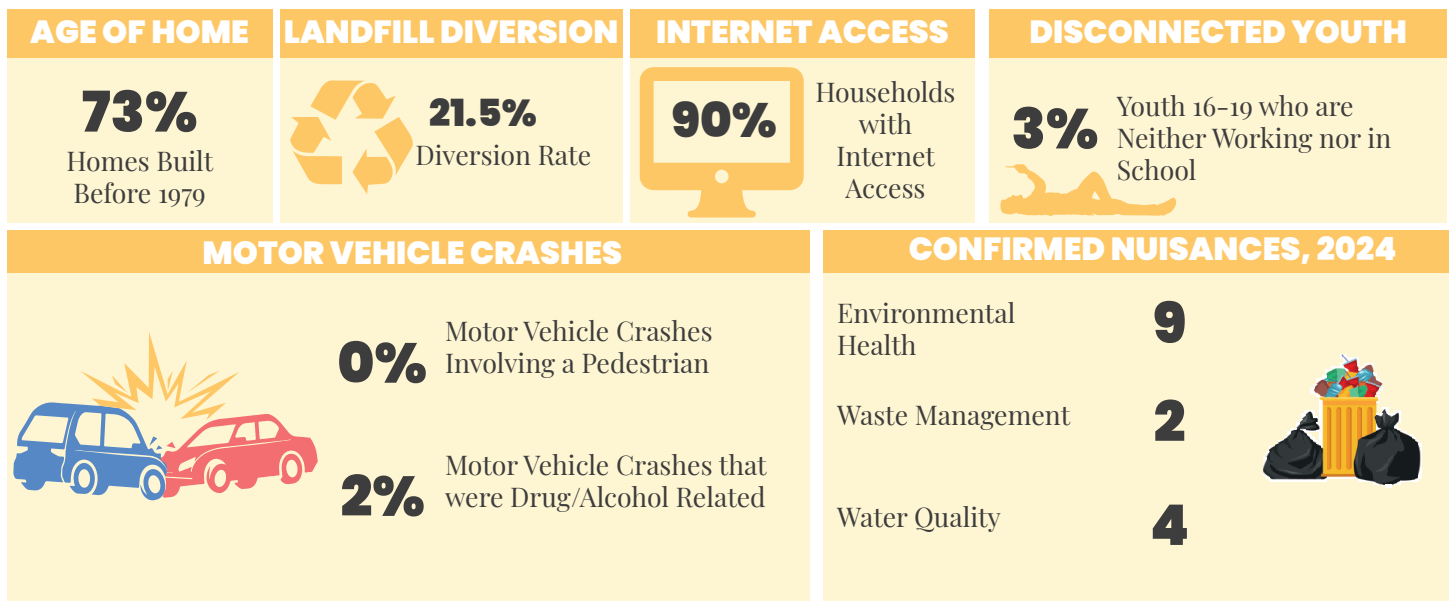 AGE OF HOME
73%
Homes Built
Before 1979
LANDFILL DIVERSION
21.5%
Diversion Rate
INTERNET ACCESS
90%
Households
with
Internet
Access
DISCONNECTED YOUTH
3%
Youth 16-19 who are
Neither Working nor in
School
MOTOR VEHICLE CRASHES
0%
Motor Vehicle Crashes
Involving a Pedestrian
2%
Motor Vehicle Crashes that
were Drug/Alcohol Related
CONFIRMED NUISANCES, 2024
Environmental
Health
9
Waste Management
2
Water Quality
4